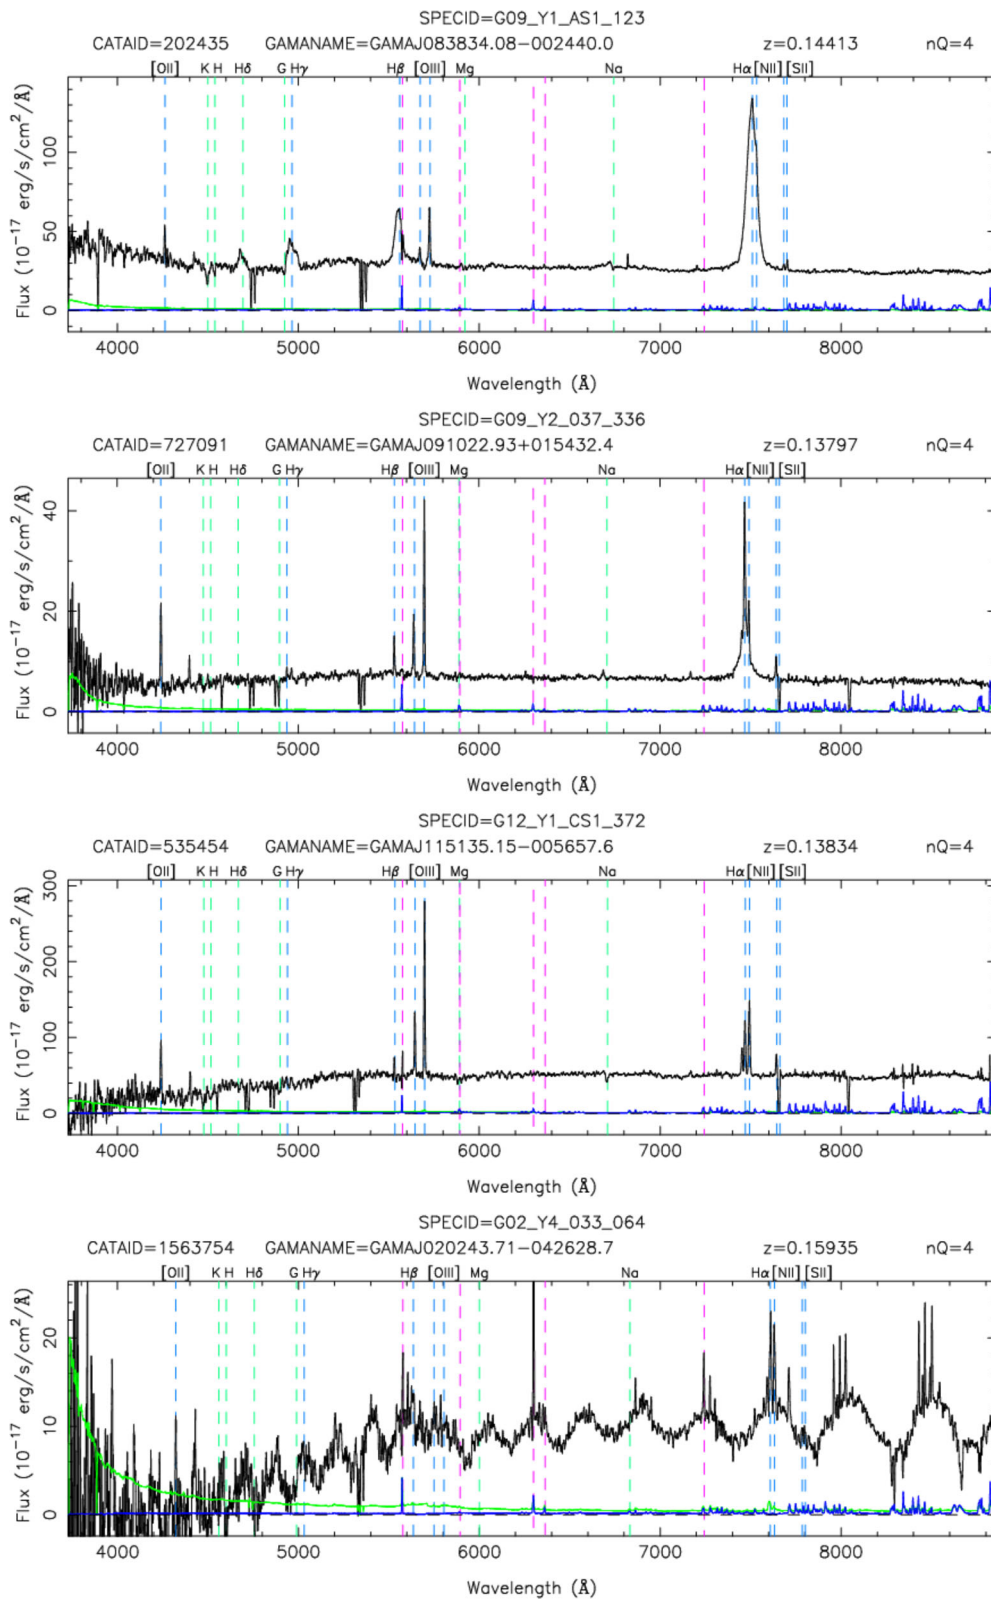 SPECID=G09_Y1_AS1_123
CATAID=202435 GAMANAME=GAMAJ083834.08−002440.0 z=0.14413 nQ=4
[OII] K H Hδ G Hγ Hβ [OIII] Mg Na Hα [NII] [SII]
Flux (10⁻¹⁷ erg/s/cm²/Å)
100
50
0
4000 5000 6000 7000 8000
Wavelength (Å)
SPECID=G09_Y2_037_336
CATAID=727091 GAMANAME=GAMAJ091022.93+015432.4 z=0.13797 nQ=4
[OII] K H Hδ G Hγ Hβ [OIII] Mg Na Hα [NII] [SII]
Flux (10⁻¹⁷ erg/s/cm²/Å)
40
20
0
4000 5000 6000 7000 8000
Wavelength (Å)
SPECID=G12_Y1_CS1_372
CATAID=535454 GAMANAME=GAMAJ115135.15−005657.6 z=0.13834 nQ=4
[OII] K H Hδ G Hγ Hβ [OIII] Mg Na Hα [NII] [SII]
Flux (10⁻¹⁷ erg/s/cm²/Å)
300
200
100
0
4000 5000 6000 7000 8000
Wavelength (Å)
SPECID=G02_Y4_033_064
CATAID=1563754 GAMANAME=GAMAJ020243.71−042628.7 z=0.15935 nQ=4
[OII] K H Hδ G Hγ Hβ [OIII] Mg Na Hα [NII] [SII]
Flux (10⁻¹⁷ erg/s/cm²/Å)
20
10
0
4000 5000 6000 7000 8000
Wavelength (Å)